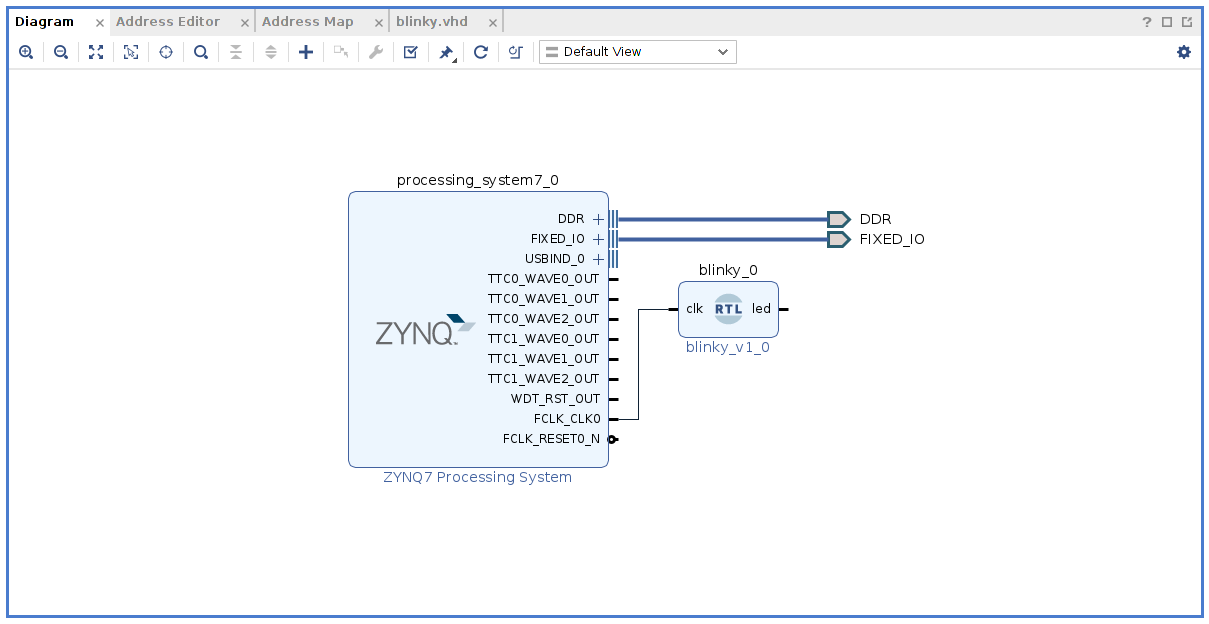 Diagram
Address Editor
Address Map
blinky.vhd
?
Default View
processing_system7_0
DDR
FIXED_IO
USBIND_0
TTC0_WAVE0_OUT
TTC0_WAVE1_OUT
TTC0_WAVE2_OUT
TTC1_WAVE0_OUT
TTC1_WAVE1_OUT
TTC1_WAVE2_OUT
WDT_RST_OUT
FCLK_CLK0
FCLK_RESET0_N
ZYNQ
ZYNQ7 Processing System
DDR
FIXED_IO
blinky_0
clk RTL led
blinky_v1_0